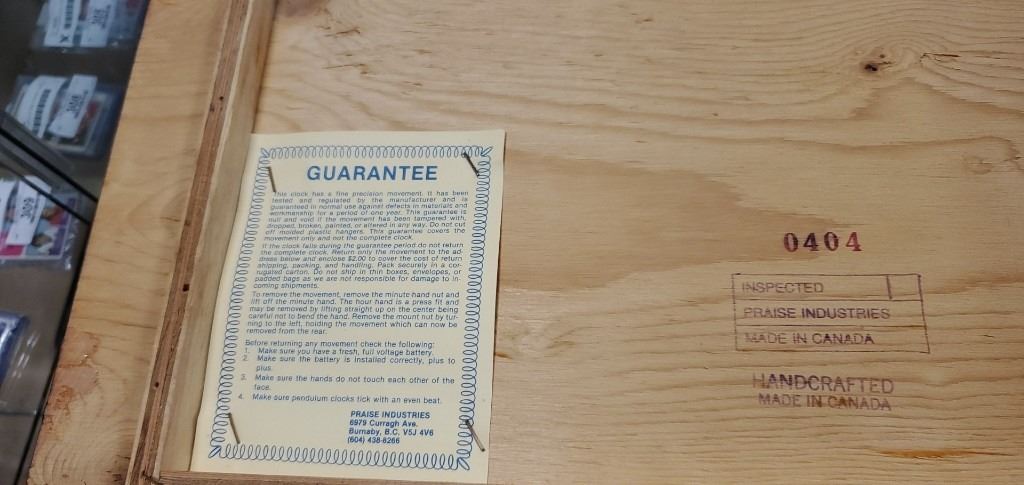 GUARANTEE
This clock has a fine precision movement. It has been
tested and regulated by the manufacturer and is
guaranteed in normal use against defects in materials and
workmanship for a period of one year. This guarantee is
null and void if the movement has been tampered with,
dropped, broken, painted, or altered in any way. Do not cut
off molded plastic hangers. This guarantee covers the
movement only and not the complete clock.
If the clock fails during the guarantee period do not return
the complete clock. Return only the movement to the ad-
dress below and enclose $2.00 to cover the cost of return
shipping, packing, and handling. Pack securely in a cor-
rugated carton. Do not ship in thin boxes, envelopes, or
padded bags as we are not responsible for damage to in-
coming shipments.
To remove the movement, remove the minute hand nut and
lift off the minute hand. The hour hand is a press fit and
may be removed by lifting straight up on the center being
careful not to bend the hand. Remove the mount nut by tur-
ning to the left, holding the movement which can now be
removed from the rear.
Before returning any movement check the following:
1. Make sure you have a fresh, full voltage battery.
2. Make sure the battery is installed correctly, plus to
plus.
3. Make sure the hands do not touch each other of the
face.
4. Make sure pendulum clocks tick with an even beat.
PRAISE INDUSTRIES
6979 Curragh Ave.
Burnaby, B.C. V5J 4V6
(604) 438-6266
0404
INSPECTED
PRAISE INDUSTRIES
MADE IN CANADA
HANDCRAFTED
MADE IN CANADA